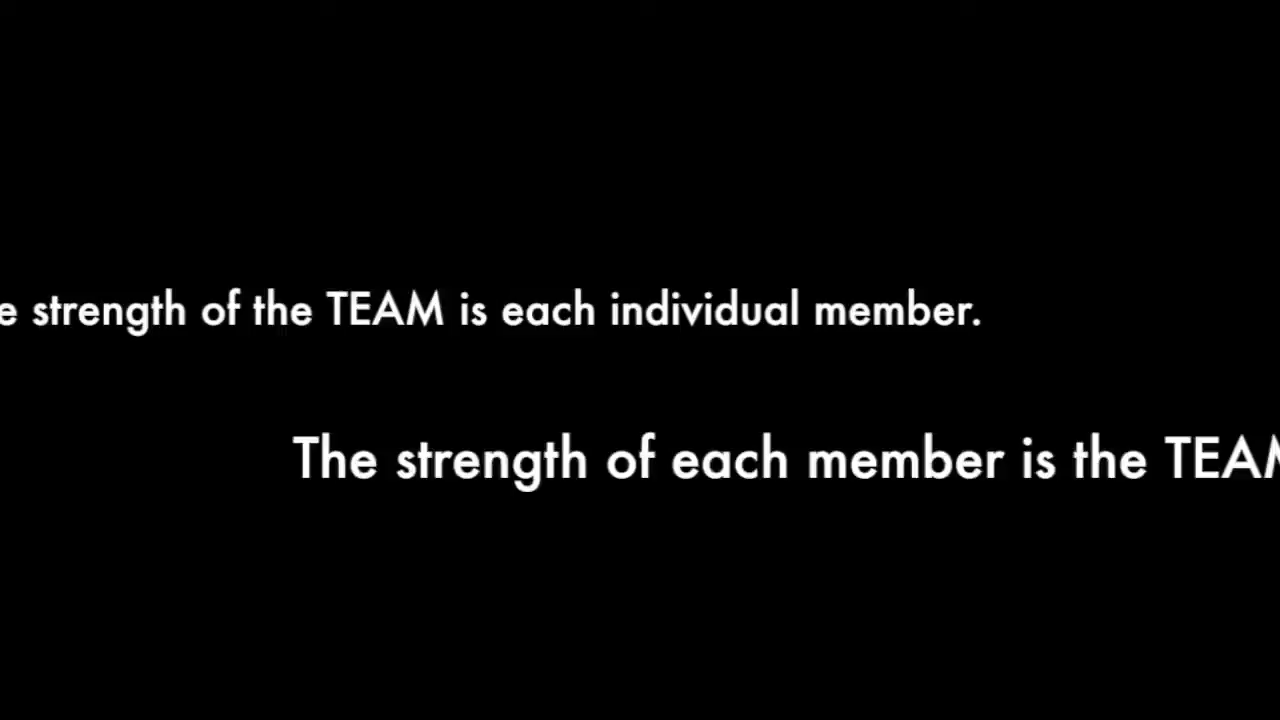 e strength of the TEAM is each individual member.
The strength of each member is the TEAM